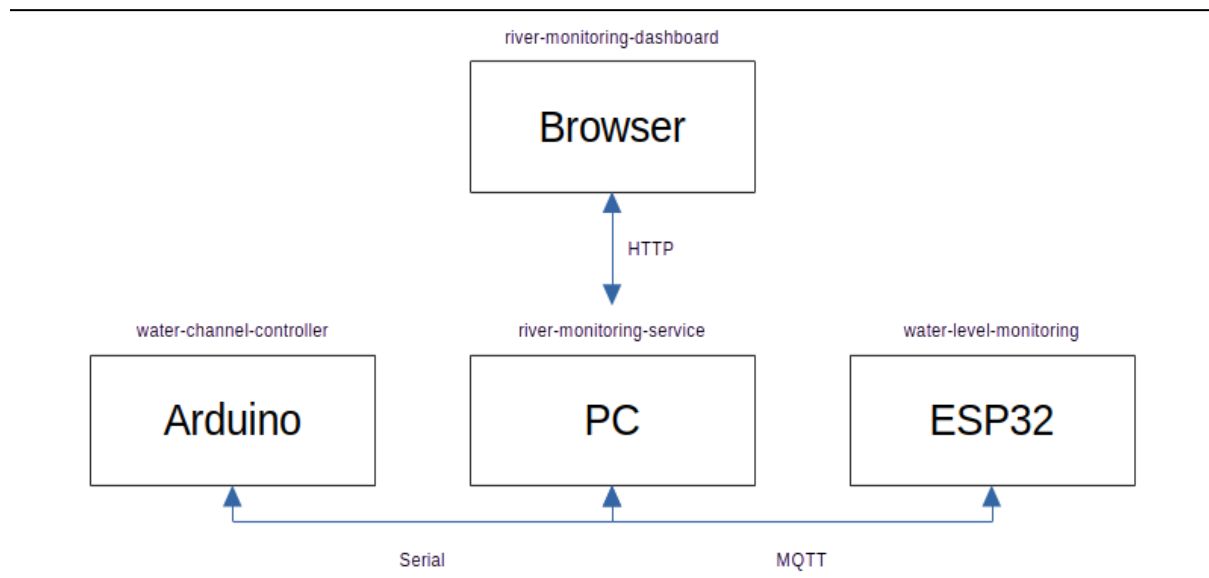 river-monitoring-dashboard
Browser
HTTP
water-channel-controller
river-monitoring-service
water-level-monitoring
Arduino
PC
ESP32
Serial
MQTT